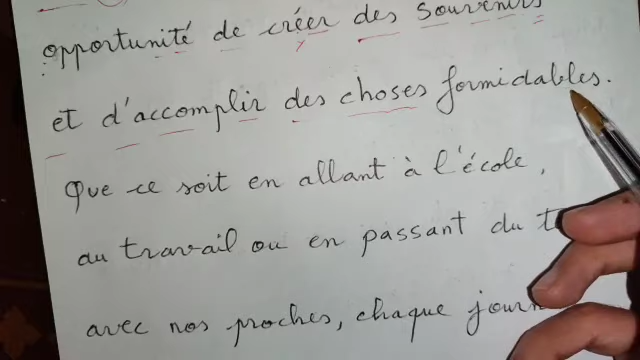 opportunité de créer des souvenirs
et d'accomplir des choses formidables.
Que ce soit en allant à l'école,
au travail ou en passant du
avec nos proches, chaque